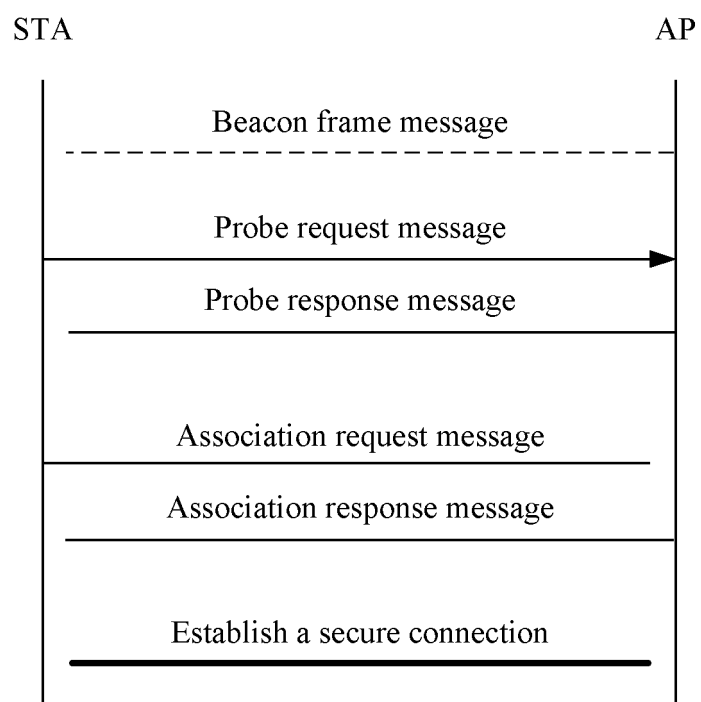 STA
AP
Beacon frame message
Probe request message
Probe response message
Association request message
Association response message
Establish a secure connection